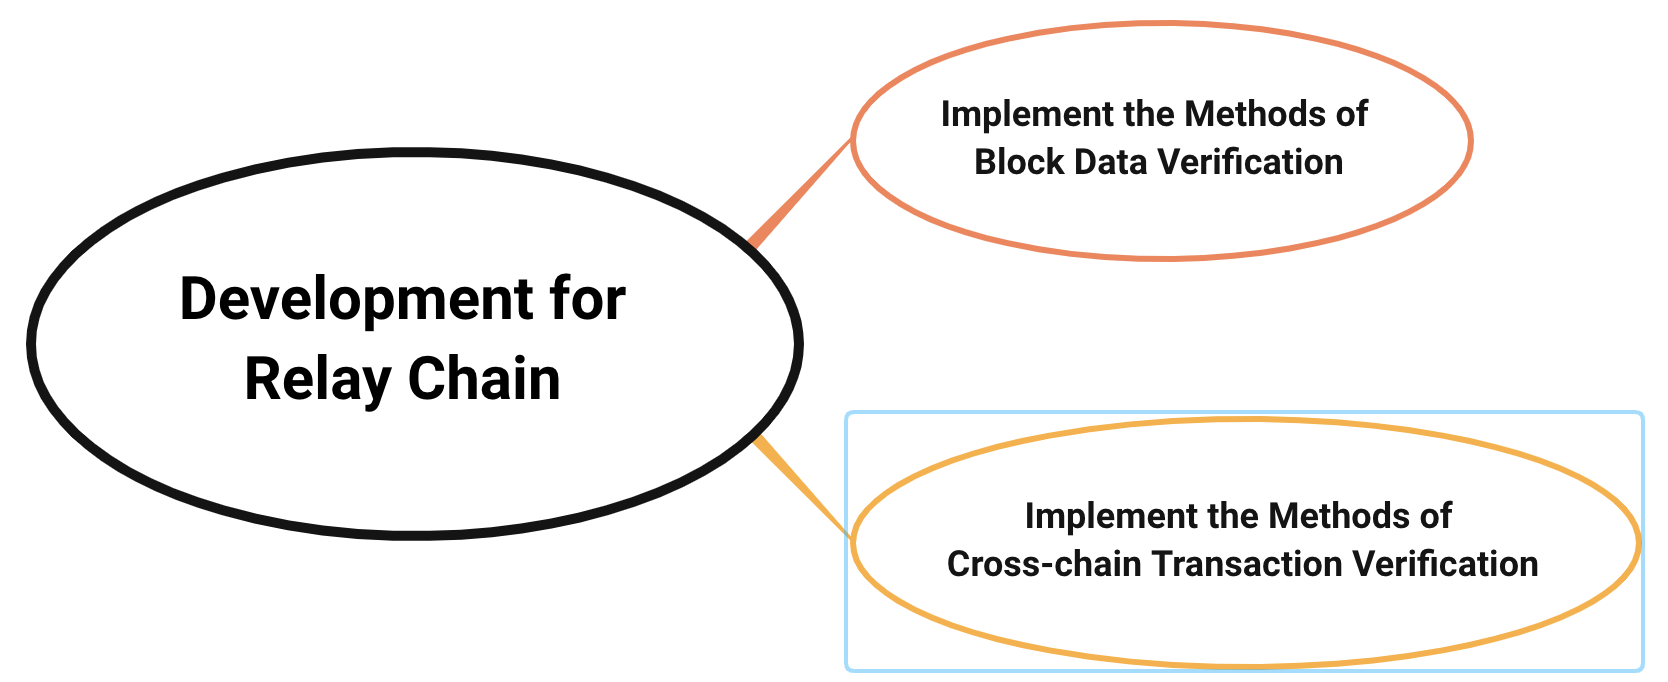 Development for
Relay Chain
Implement the Methods of
Block Data Verification
Implement the Methods of
Cross-chain Transaction Verification